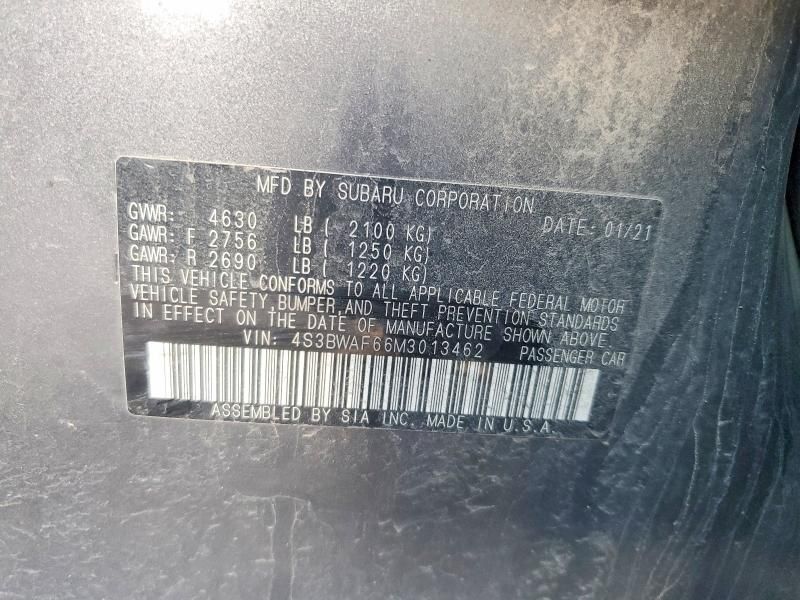 MFD BY SUBARU CORPORATION
GVWR: 4630 LB ( 2100 KG) DATE: 01/21
GAWR: F 2756 LB ( 1250 KG)
GAWR: R 2690 LB ( 1220 KG)
THIS VEHICLE CONFORMS TO ALL APPLICABLE FEDERAL MOTOR
VEHICLE SAFETY, BUMPER, AND THEFT PREVENTION STANDARDS
IN EFFECT ON THE DATE OF MANUFACTURE SHOWN ABOVE.
VIN: 4S3BWAF66M3013462 PASSENGER CAR
ASSEMBLED BY SIA INC. MADE IN U.S.A.